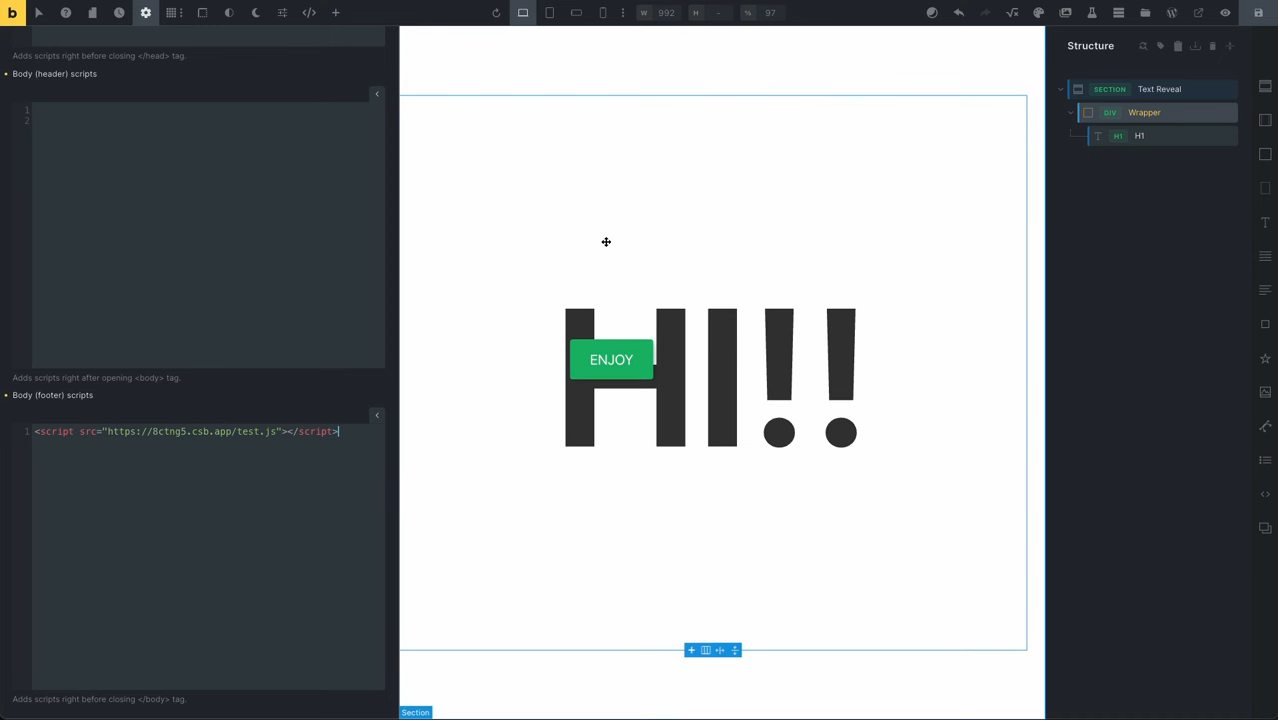 b
W 992 H - % 97
Adds scripts right before closing </head> tag.
Body (header) scripts
1
2
Adds scripts right after opening <body> tag.
Body (footer) scripts
1 <script src="https://8ctng5.csb.app/test.js"></script>
Adds scripts right before closing </body> tag.
HI!!
ENJOY
Section
Structure
SECTION Text Reveal
DIV Wrapper
H1 H1